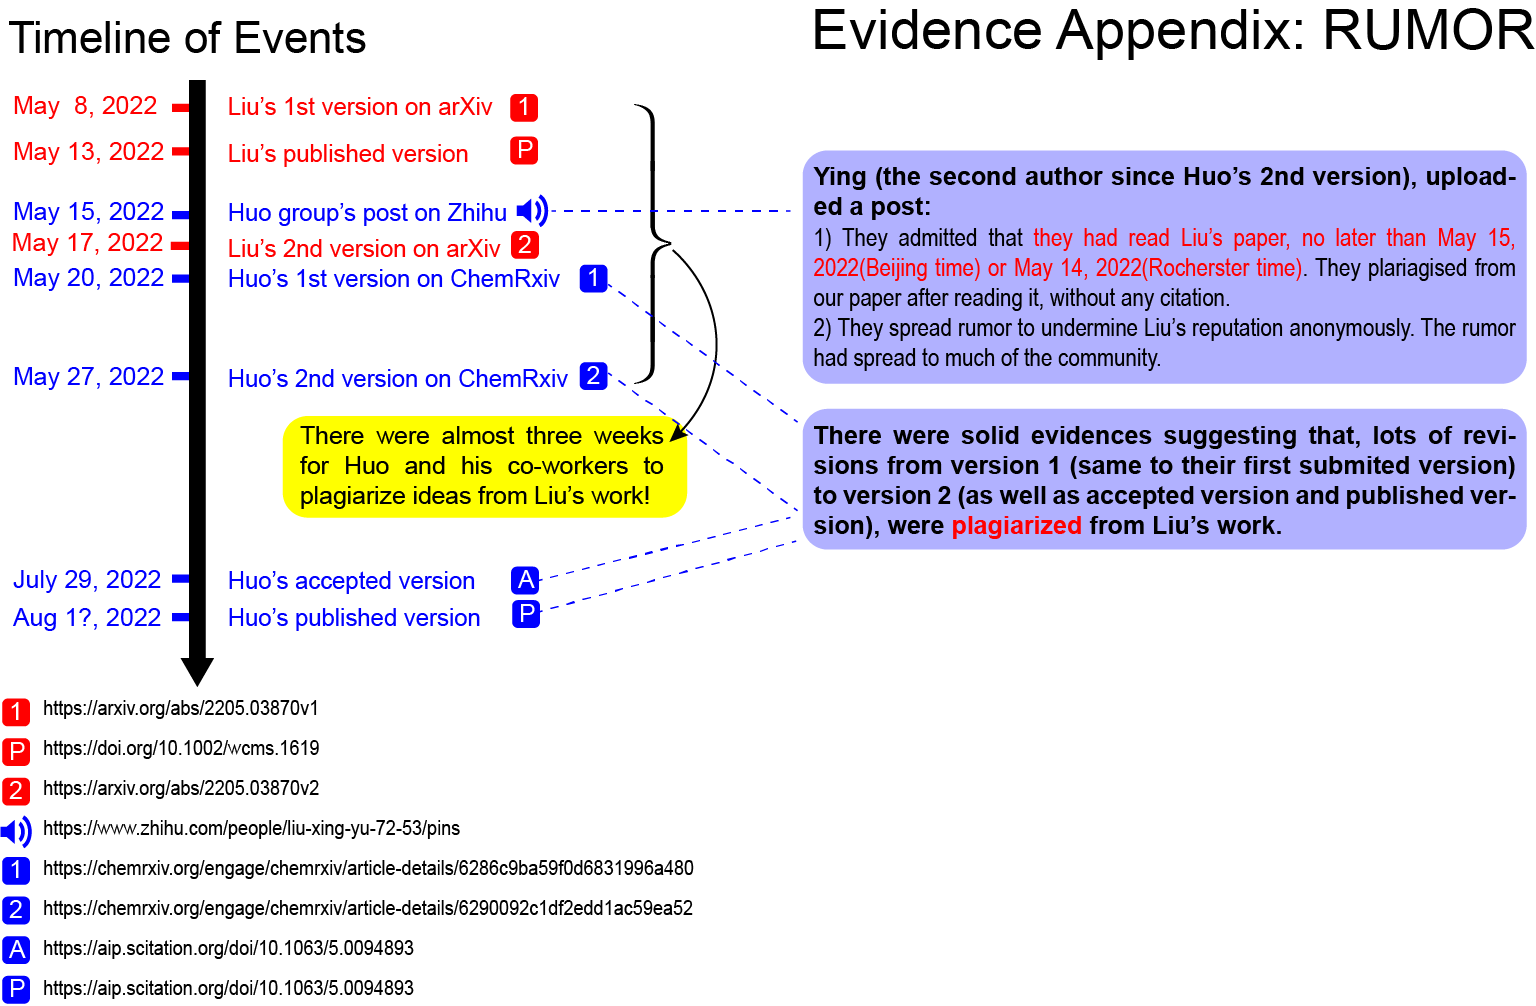 Timeline of Events
Evidence Appendix: RUMOR
May 8, 2022 Liu's 1st version on arXiv 1
May 13, 2022 Liu's published version P
May 15, 2022 Huo group's post on Zhihu
May 17, 2022 Liu's 2nd version on arXiv 2
May 20, 2022 Huo's 1st version on ChemRxiv 1
May 27, 2022 Huo's 2nd version on ChemRxiv 2
There were almost three weeks
for Huo and his co-workers to
plagiarize ideas from Liu's work!
July 29, 2022 Huo's accepted version A
Aug 1?, 2022 Huo's published version P
Ying (the second author since Huo's 2nd version), upload-
ed a post:
1) They admitted that they had read Liu's paper, no later than May 15,
2022(Beijing time) or May 14, 2022(Rocherster time). They plariagised from
our paper after reading it, without any citation.
2) They spread rumor to undermine Liu's reputation anonymously. The rumor
had spread to much of the community.
There were solid evidences suggesting that, lots of revi-
sions from version 1 (same to their first submited version)
to version 2 (as well as accepted version and published ver-
sion), were plagiarized from Liu's work.
1 https://arxiv.org/abs/2205.03870v1
P https://doi.org/10.1002/wcms.1619
2 https://arxiv.org/abs/2205.03870v2
https://www.zhihu.com/people/liu-xing-yu-72-53/pins
1 https://chemrxiv.org/engage/chemrxiv/article-details/6286c9ba59f0d6831996a480
2 https://chemrxiv.org/engage/chemrxiv/article-details/6290092c1df2edd1ac59ea52
A https://aip.scitation.org/doi/10.1063/5.0094893
P https://aip.scitation.org/doi/10.1063/5.0094893